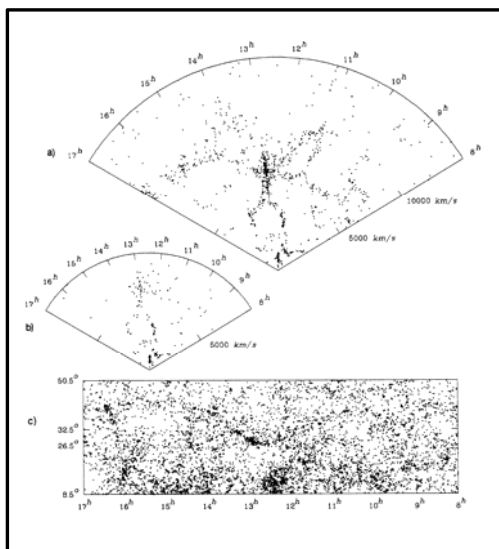 13ʰ 12ʰ
14ʰ 11ʰ
15ʰ 10ʰ
16ʰ 9ʰ
a) 17ʰ 8ʰ
10000 km/s
5000 km/s
13ʰ 12ʰ
14ʰ 11ʰ
15ʰ 10ʰ
16ʰ 9ʰ
17ʰ 8ʰ
b)
5000 km/s
50.5°
c) 32.5°
26.5°
8.5°
17ʰ 16ʰ 15ʰ 14ʰ 13ʰ 12ʰ 11ʰ 10ʰ 9ʰ 8ʰ